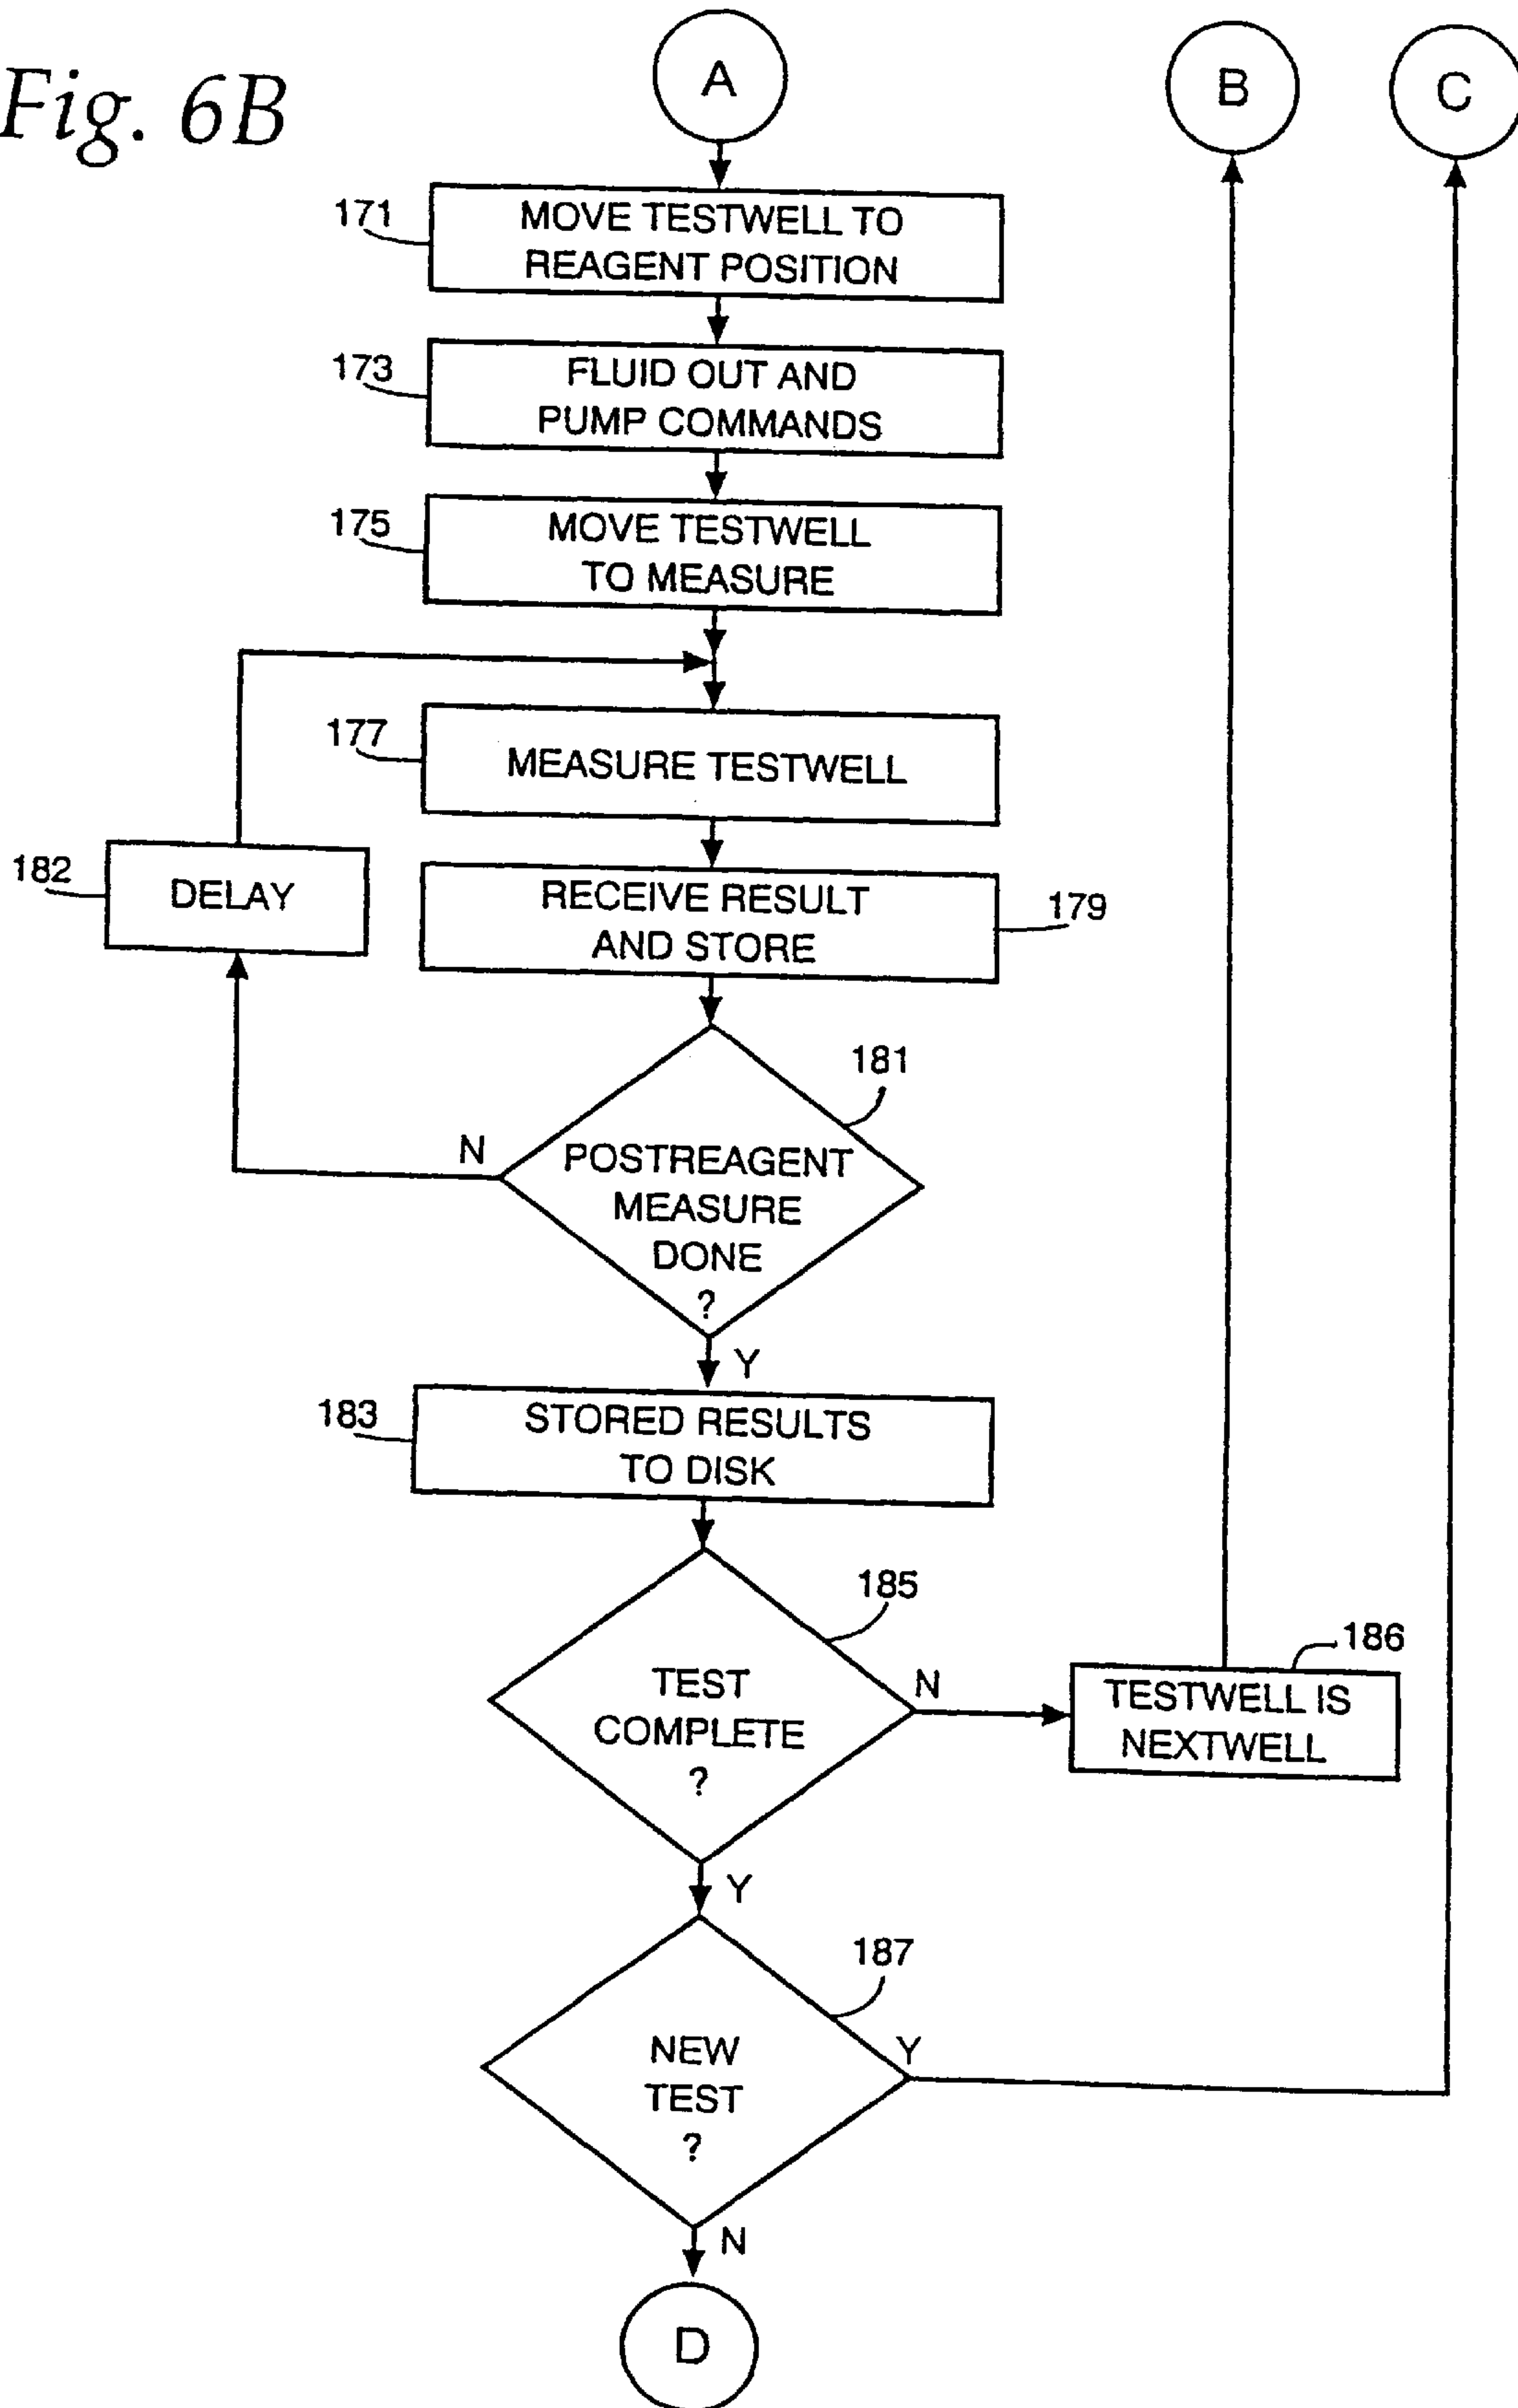 Fig. 6B
A
B
C
171
MOVE TESTWELL TO
REAGENT POSITION
173
FLUID OUT AND
PUMP COMMANDS
175
MOVE TESTWELL
TO MEASURE
177
MEASURE TESTWELL
182
DELAY
RECEIVE RESULT
AND STORE
179
181
N
POSTREAGENT
MEASURE
DONE
?
Y
183
STORED RESULTS
TO DISK
185
TEST
COMPLETE
?
N
186
TESTWELL IS
NEXTWELL
Y
187
NEW
TEST
?
Y
N
D